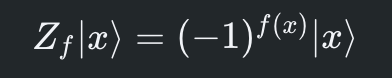 Z_f|x⟩ = (−1)^{f(x)}|x⟩